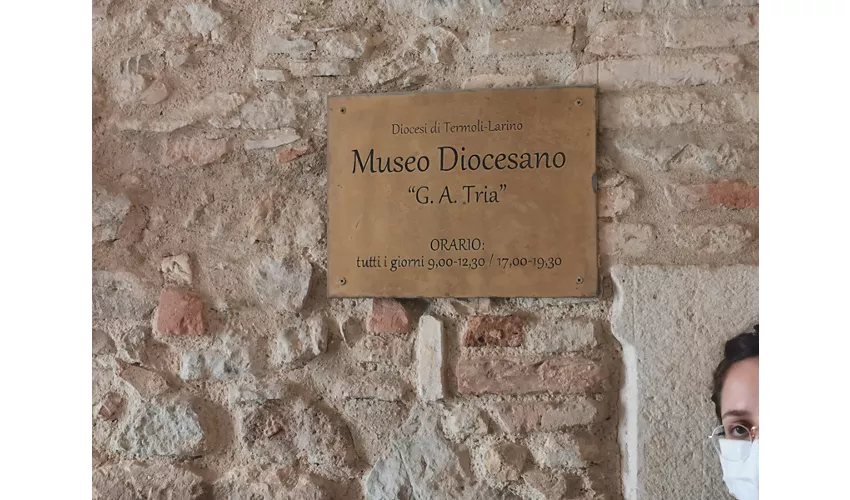 Diocesi di Termoli-Larino
Museo Diocesano
“G. A. Tria”
ORARIO:
tutti i giorni 9,00-12,30 / 17,00-19,30